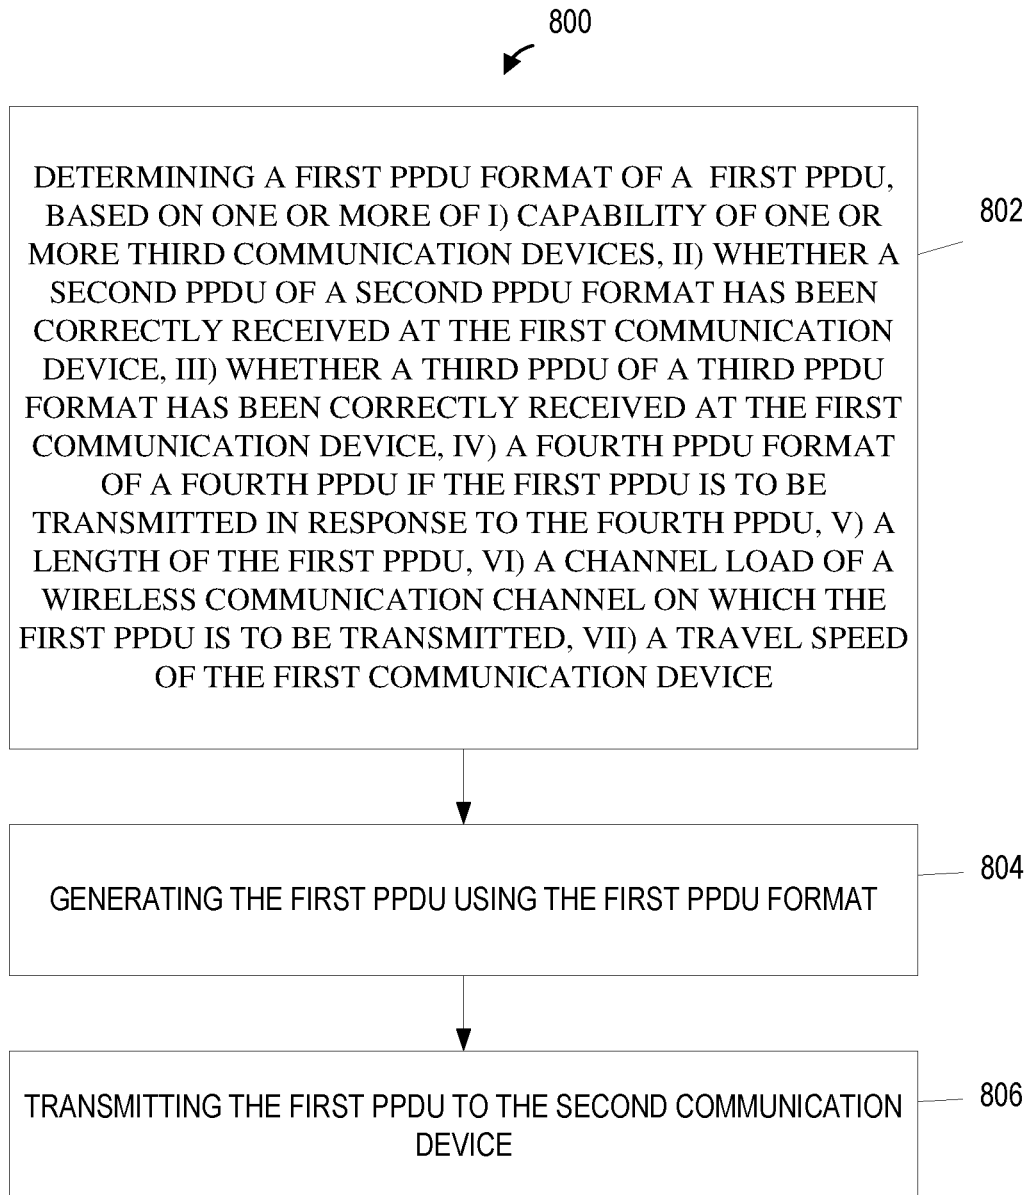 800
DETERMINING A FIRST PPDU FORMAT OF A FIRST PPDU,
BASED ON ONE OR MORE OF I) CAPABILITY OF ONE OR
MORE THIRD COMMUNICATION DEVICES, II) WHETHER A
SECOND PPDU OF A SECOND PPDU FORMAT HAS BEEN
CORRECTLY RECEIVED AT THE FIRST COMMUNICATION
DEVICE, III) WHETHER A THIRD PPDU OF A THIRD PPDU
FORMAT HAS BEEN CORRECTLY RECEIVED AT THE FIRST
COMMUNICATION DEVICE, IV) A FOURTH PPDU FORMAT
OF A FOURTH PPDU IF THE FIRST PPDU IS TO BE
TRANSMITTED IN RESPONSE TO THE FOURTH PPDU, V) A
LENGTH OF THE FIRST PPDU, VI) A CHANNEL LOAD OF A
WIRELESS COMMUNICATION CHANNEL ON WHICH THE
FIRST PPDU IS TO BE TRANSMITTED, VII) A TRAVEL SPEED
OF THE FIRST COMMUNICATION DEVICE
802
GENERATING THE FIRST PPDU USING THE FIRST PPDU FORMAT
804
TRANSMITTING THE FIRST PPDU TO THE SECOND COMMUNICATION
DEVICE
806